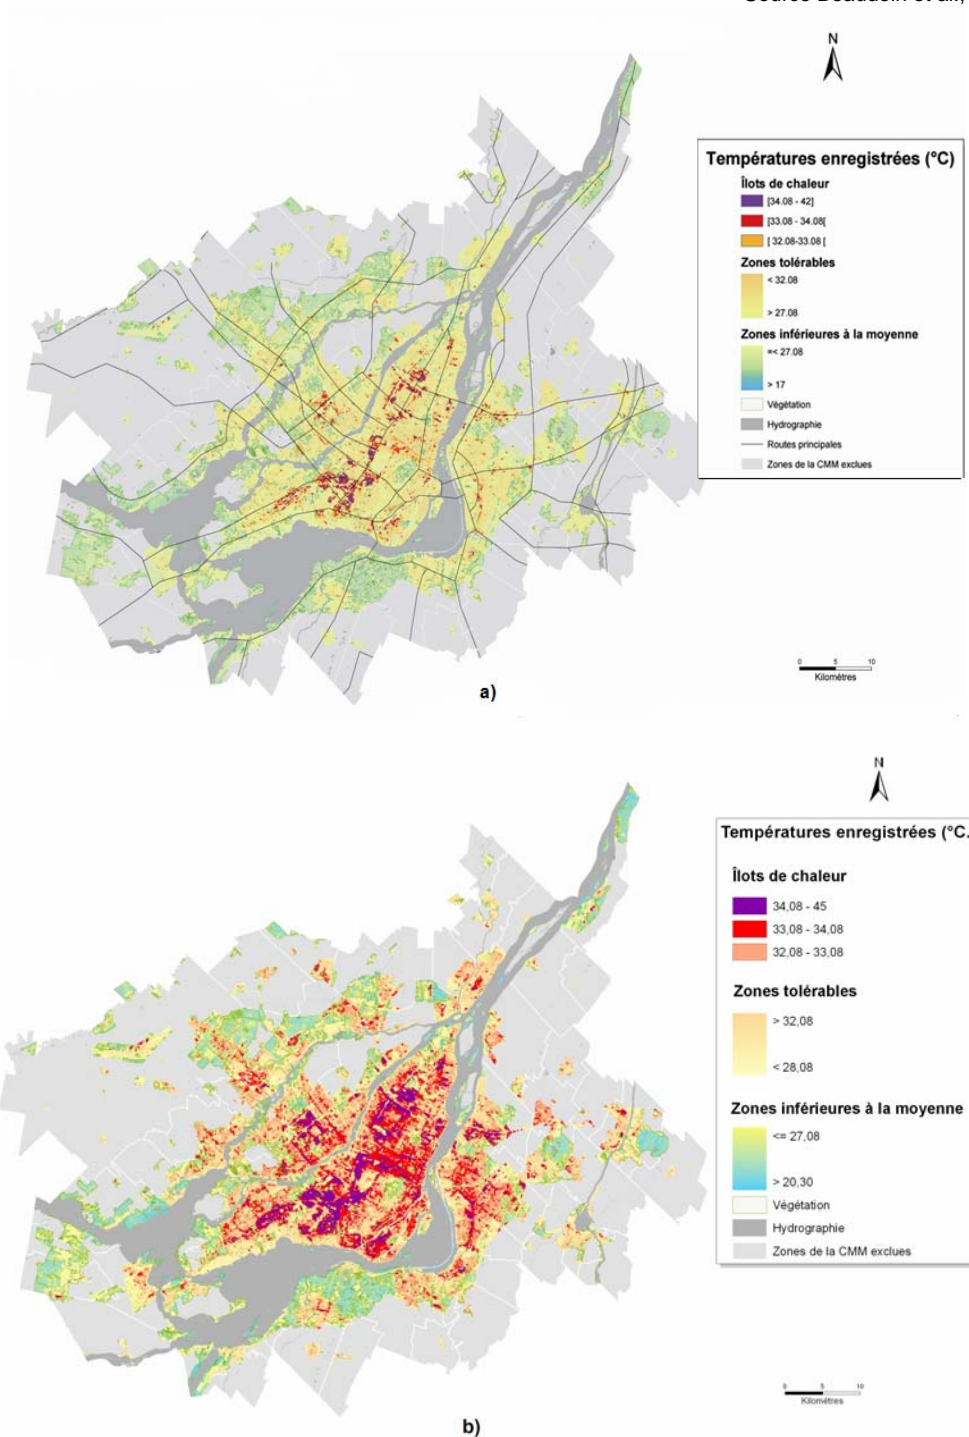 N
Températures enregistrées (°C)
Îlots de chaleur
[34.08 - 42]
[33.08 - 34.08[
[ 32.08-33.08 [
Zones tolérables
< 32.08
> 27.08
Zones inférieures à la moyenne
=< 27.08
> 17
Végétation
Hydrographie
Routes principales
Zones de la CMM exclues
0 5 10
Kilomètres
a)
N
Températures enregistrées (°C.
Îlots de chaleur
34,08 - 45
33,08 - 34,08
32,08 - 33,08
Zones tolérables
> 32,08
< 28,08
Zones inférieures à la moyenne
<= 27,08
> 20,30
Végétation
Hydrographie
Zones de la CMM exclues
0 5 10
Kilomètres
b)